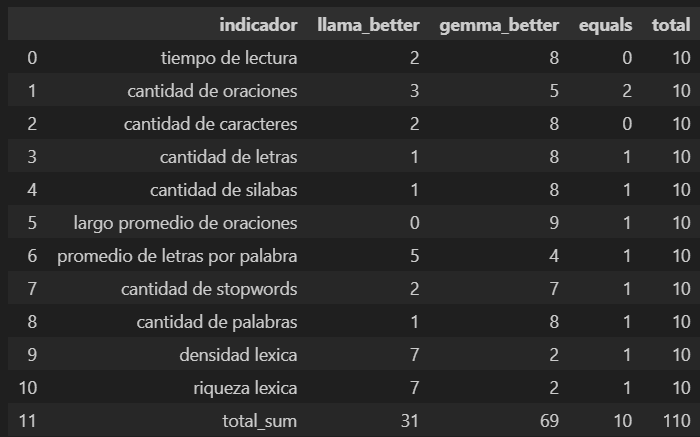 indicador llama_better gemma_better equals total
0 tiempo de lectura 2 8 0 10
1 cantidad de oraciones 3 5 2 10
2 cantidad de caracteres 2 8 0 10
3 cantidad de letras 1 8 1 10
4 cantidad de silabas 1 8 1 10
5 largo promedio de oraciones 0 9 1 10
6 promedio de letras por palabra 5 4 1 10
7 cantidad de stopwords 2 7 1 10
8 cantidad de palabras 1 8 1 10
9 densidad lexica 7 2 1 10
10 riqueza lexica 7 2 1 10
11 total_sum 31 69 10 110